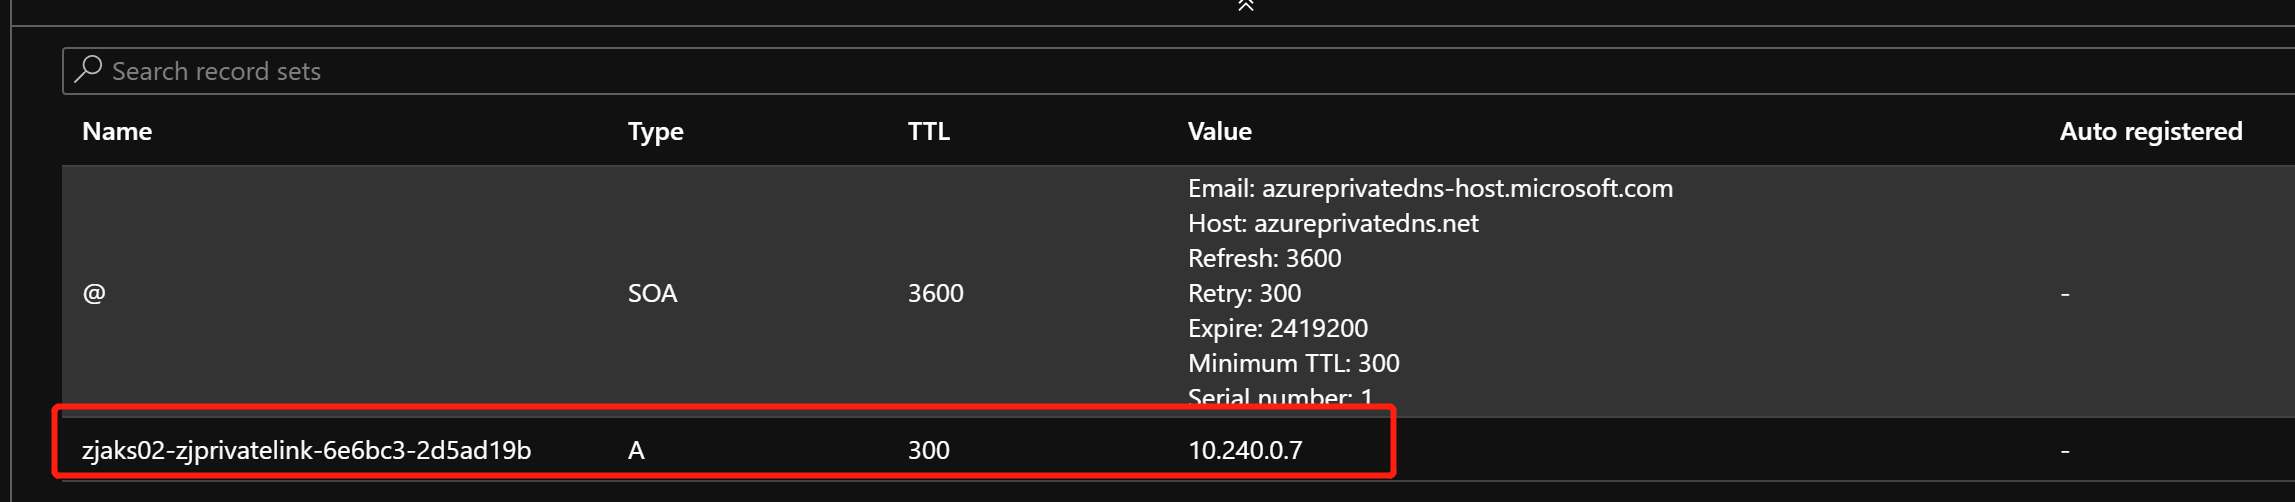 Search record sets
Name Type TTL Value Auto registered
Email: azureprivatedns-host.microsoft.com
Host: azureprivatedns.net
Refresh: 3600
@ SOA 3600 Retry: 300 -
Expire: 2419200
Minimum TTL: 300
Serial number: 1
zjaks02-zjprivatelink-6e6bc3-2d5ad19b A 300 10.240.0.7 -